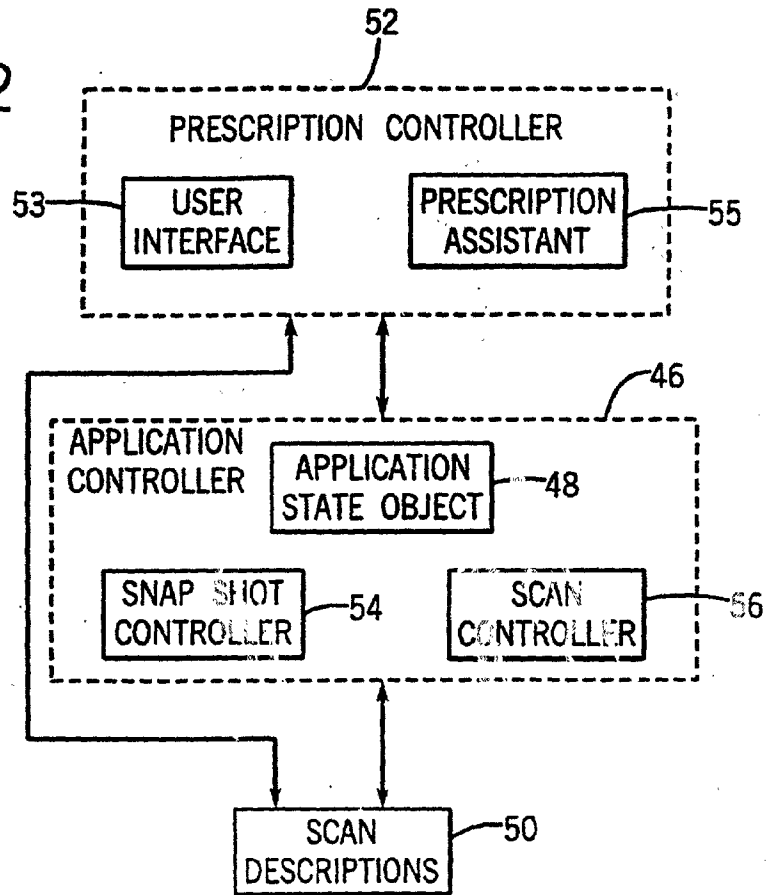 2
52
PRESCRIPTION CONTROLLER
53
USER
INTERFACE
PRESCRIPTION
ASSISTANT
55
46
APPLICATION
CONTROLLER
APPLICATION
STATE OBJECT
48
SNAP SHOT
CONTROLLER
54
SCAN
CONTROLLER
56
SCAN
DESCRIPTIONS
50